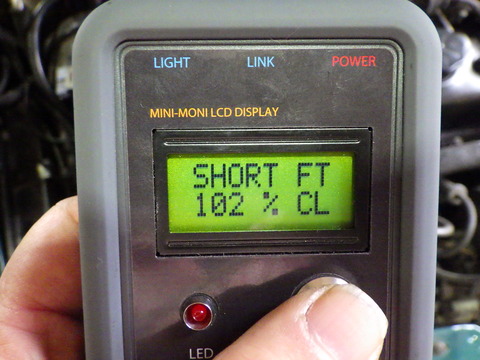 LIGHT LINK POWER
MINI-MONI LCD DISPLAY
SHORT FT
102 % CL
LED